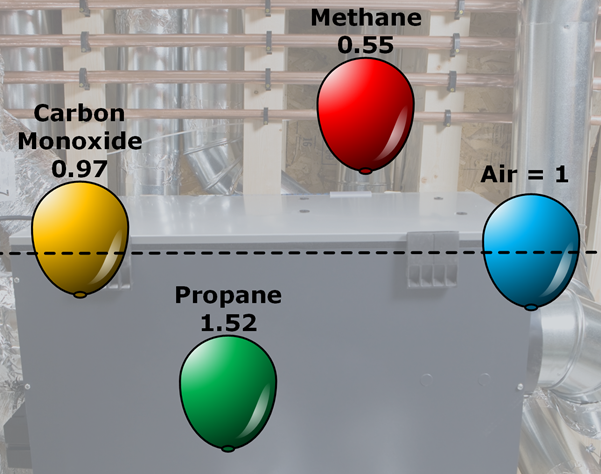 Methane
0.55
Carbon
Monoxide
0.97
Air = 1
Propane
1.52